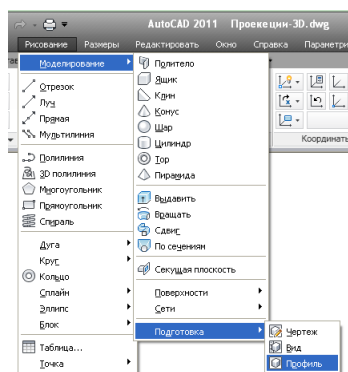 AutoCAD 2011 Проекции-3D.dwg
Рисование Размеры Редактировать Окно Справка Параметри
Моделирование
Отрезок
Луч
Прямая
Мультилиния
Полилиния
3D полилиния
Многоугольник
Прямоугольник
Спираль
Дуга
Круг
Кольцо
Сплайн
Эллипс
Блок
Таблица...
Точка
Политело
Ящик
Клин
Конус
Шар
Цилиндр
Тор
Пирамида
Выдавить
Вращать
Сдвиг
По сечениям
Секущая плоскость
Поверхности
Сети
Подготовка
Чертеж
Вид
Профиль
Координать